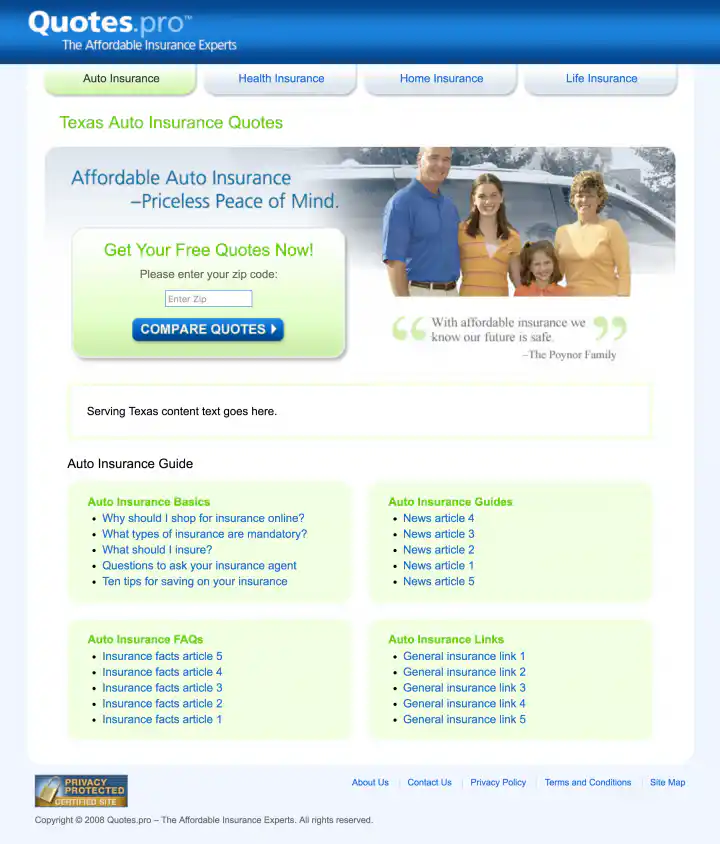 Quotes.pro™
The Affordable Insurance Experts
Auto Insurance
Health Insurance
Home Insurance
Life Insurance
Texas Auto Insurance Quotes
Affordable Auto Insurance
–Priceless Peace of Mind.
Get Your Free Quotes Now!
Please enter your zip code:
Enter Zip
COMPARE QUOTES
“ With affordable insurance we ”
know our future is safe.
–The Poynor Family
Serving Texas content text goes here.
Auto Insurance Guide
Auto Insurance Basics
Why should I shop for insurance online?
What types of insurance are mandatory?
What should I insure?
Questions to ask your insurance agent
Ten tips for saving on your insurance
Auto Insurance Guides
News article 4
News article 3
News article 2
News article 1
News article 5
Auto Insurance FAQs
Insurance facts article 5
Insurance facts article 4
Insurance facts article 3
Insurance facts article 2
Insurance facts article 1
Auto Insurance Links
General insurance link 1
General insurance link 2
General insurance link 3
General insurance link 4
General insurance link 5
PRIVACY
PROTECTED
CERTIFIED SITE
About Us
Contact Us
Privacy Policy
Terms and Conditions
Site Map
Copyright © 2008 Quotes.pro – The Affordable Insurance Experts. All rights reserved.